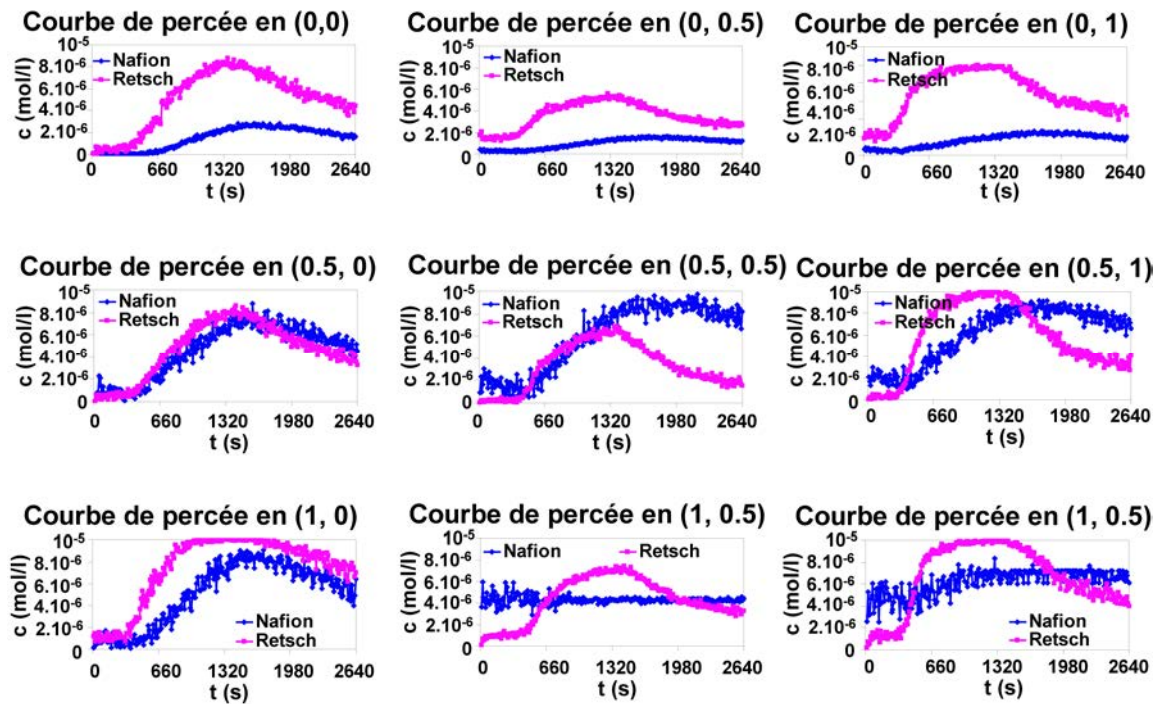 Courbe de percée en (0,0)
10-5
8.10-6
6.10-6
4.10-6
2.10-6
0
c (mol/l)
Nafion
Retsch
0 660 1320 1980 2640
t (s)
Courbe de percée en (0, 0.5)
10-5
8.10-6
6.10-6
4.10-6
2.10-6
0
c (mol/l)
Nafion
Retsch
0 660 1320 1980 2640
t (s)
Courbe de percée en (0, 1)
10-5
8.10-6
6.10-6
4.10-6
2.10-6
0
c (mol/l)
Nafion
Retsch
0 660 1320 1980 2640
t (s)
Courbe de percée en (0.5, 0)
10-5
8.10-6
6.10-6
4.10-6
2.10-6
0
c (mol/l)
Nafion
Retsch
0 660 1320 1980 2640
t (s)
Courbe de percée en (0.5, 0.5)
10-5
8.10-6
6.10-6
4.10-6
2.10-6
0
c (mol/l)
Nafion
Retsch
0 660 1320 1980 2640
t (s)
Courbe de percée en (0.5, 1)
10-5
8.10-6
6.10-6
4.10-6
2.10-6
0
c (mol/l)
Nafion
Retsch
0 660 1320 1980 2640
t (s)
Courbe de percée en (1, 0)
10-5
8.10-6
6.10-6
4.10-6
2.10-6
0
c (mol/l)
Nafion
Retsch
0 660 1320 1980 2640
t (s)
Courbe de percée en (1, 0.5)
10-5
8.10-6
6.10-6
4.10-6
2.10-6
0
c (mol/l)
Nafion Retsch
0 660 1320 1980 2640
t (s)
Courbe de percée en (1, 0.5)
10-5
8.10-6
6.10-6
4.10-6
2.10-6
0
c (mol/l)
Nafion
Retsch
0 660 1320 1980 2640
t (s)